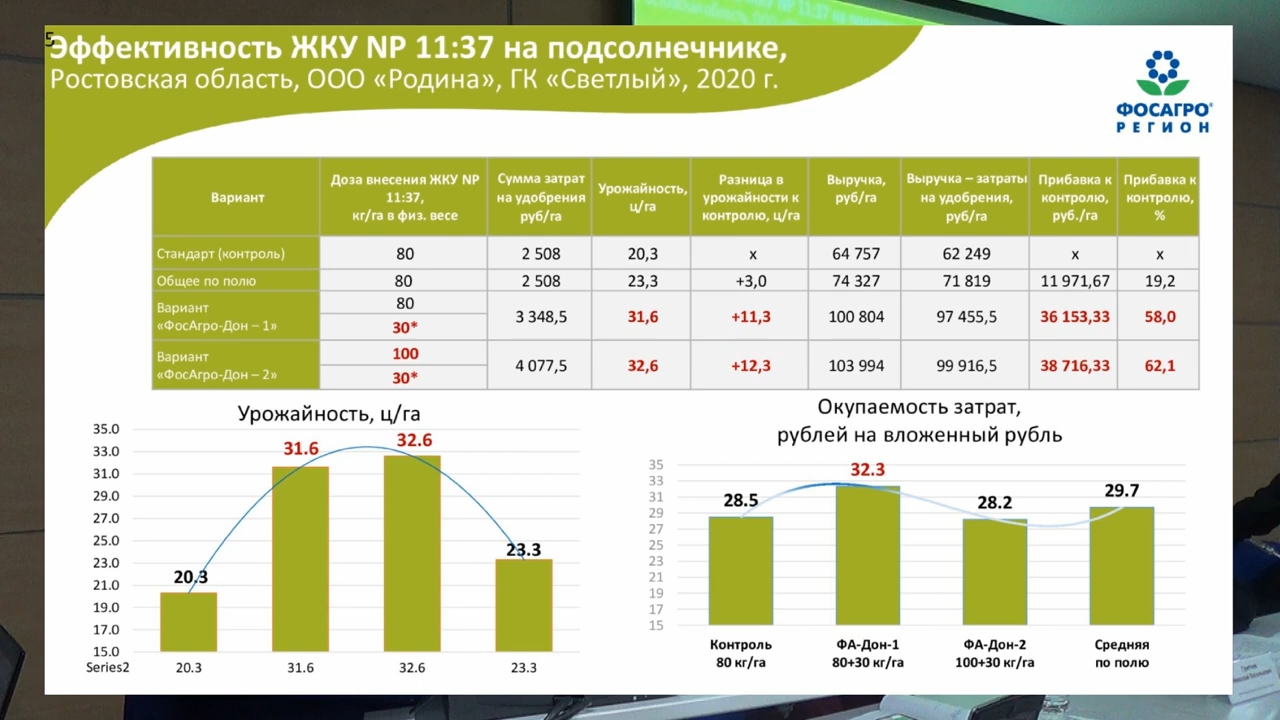 5
Эффективность ЖКУ NP 11:37 на подсолнечнике,
Ростовская область, ООО «Родина», ГК «Светлый», 2020 г.
ФОСАГРО®
РЕГИОН
Вариант
Доза внесения ЖКУ NP
11:37,
кг/га в физ. весе
Сумма затрат
на удобрения
руб/га
Урожайность,
ц/га
Разница в
урожайности к
контролю, ц/га
Выручка,
руб/га
Выручка – затраты
на удобрения,
руб/га
Прибавка к
контролю,
руб./га
Прибавка к
контролю,
%
Стандарт (контроль) 80 2 508 20,3 х 64 757 62 249 х х
Общее по полю 80 2 508 23,3 +3,0 74 327 71 819 11 971,67 19,2
Вариант
«ФосАгро-Дон – 1»
80
30*
3 348,5 31,6 +11,3 100 804 97 455,5 36 153,33 58,0
Вариант
«ФосАгро-Дон – 2»
100
30*
4 077,5 32,6 +12,3 103 994 99 916,5 38 716,33 62,1
Урожайность, ц/га
35.0
33.0
31.0
29.0
27.0
25.0
23.0
21.0
19.0
17.0
15.0
20.3
31.6
32.6
23.3
Series2 20.3 31.6 32.6 23.3
Окупаемость затрат,
рублей на вложенный рубль
35
33
31
29
27
25
23
21
19
17
15
28.5
32.3
28.2
29.7
Контроль
80 кг/га
ФА-Дон-1
80+30 кг/га
ФА-Дон-2
100+30 кг/га
Средняя
по полю